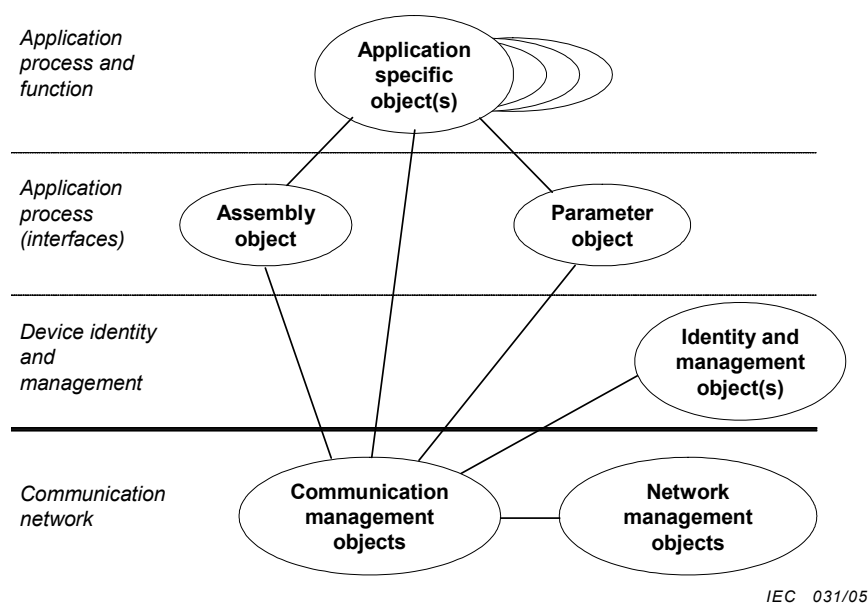 Application
process and
function
Application
specific
object(s)
Application
process
(interfaces)
Assembly
object
Parameter
object
Device identity
and
management
Identity and
management
object(s)
Communication
network
Communication
management
objects
Network
management
objects
IEC 031/05